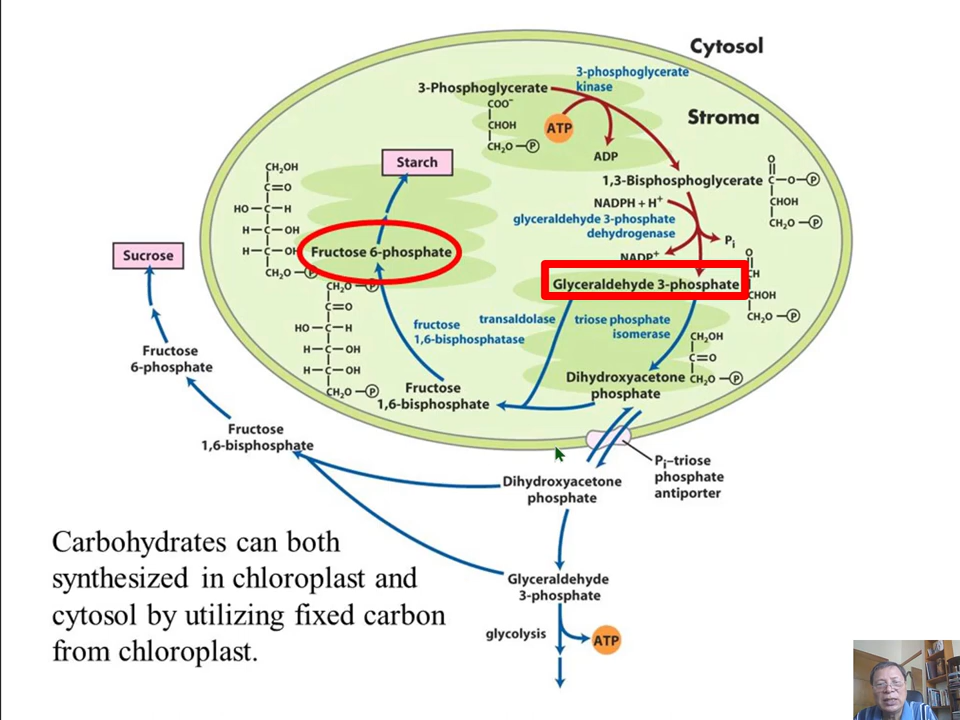 Cytosol
3-phosphoglycerate
kinase
3-Phosphoglycerate
COO⁻
CHOH
CH₂O—P
ATP
ADP
Stroma
Starch
1,3-Bisphosphoglycerate
O
C—O—P
CHOH
CH₂O—P
NADPH + H⁺
glyceraldehyde 3-phosphate
dehydrogenase
Pi
NADP⁺
CH₂OH
C=O
HO—C—H
H—C—OH
H—C—OH
CH₂O—P
Fructose 6-phosphate
Sucrose
Glyceraldehyde 3-phosphate
O
CH
CHOH
CH₂O—P
CH₂O—P
C=O
HO—C—H
H—C—OH
H—C—OH
CH₂O—P
fructose
1,6-bisphosphatase
transaldolase
triose phosphate
isomerase
CH₂OH
C=O
CH₂O—P
Dihydroxyacetone
phosphate
Fructose
1,6-bisphosphate
Fructose
6-phosphate
Fructose
1,6-bisphosphate
Pi–triose
phosphate
antiporter
Dihydroxyacetone
phosphate
Glyceraldehyde
3-phosphate
glycolysis
ATP
Carbohydrates can both
synthesized in chloroplast and
cytosol by utilizing fixed carbon
from chloroplast.